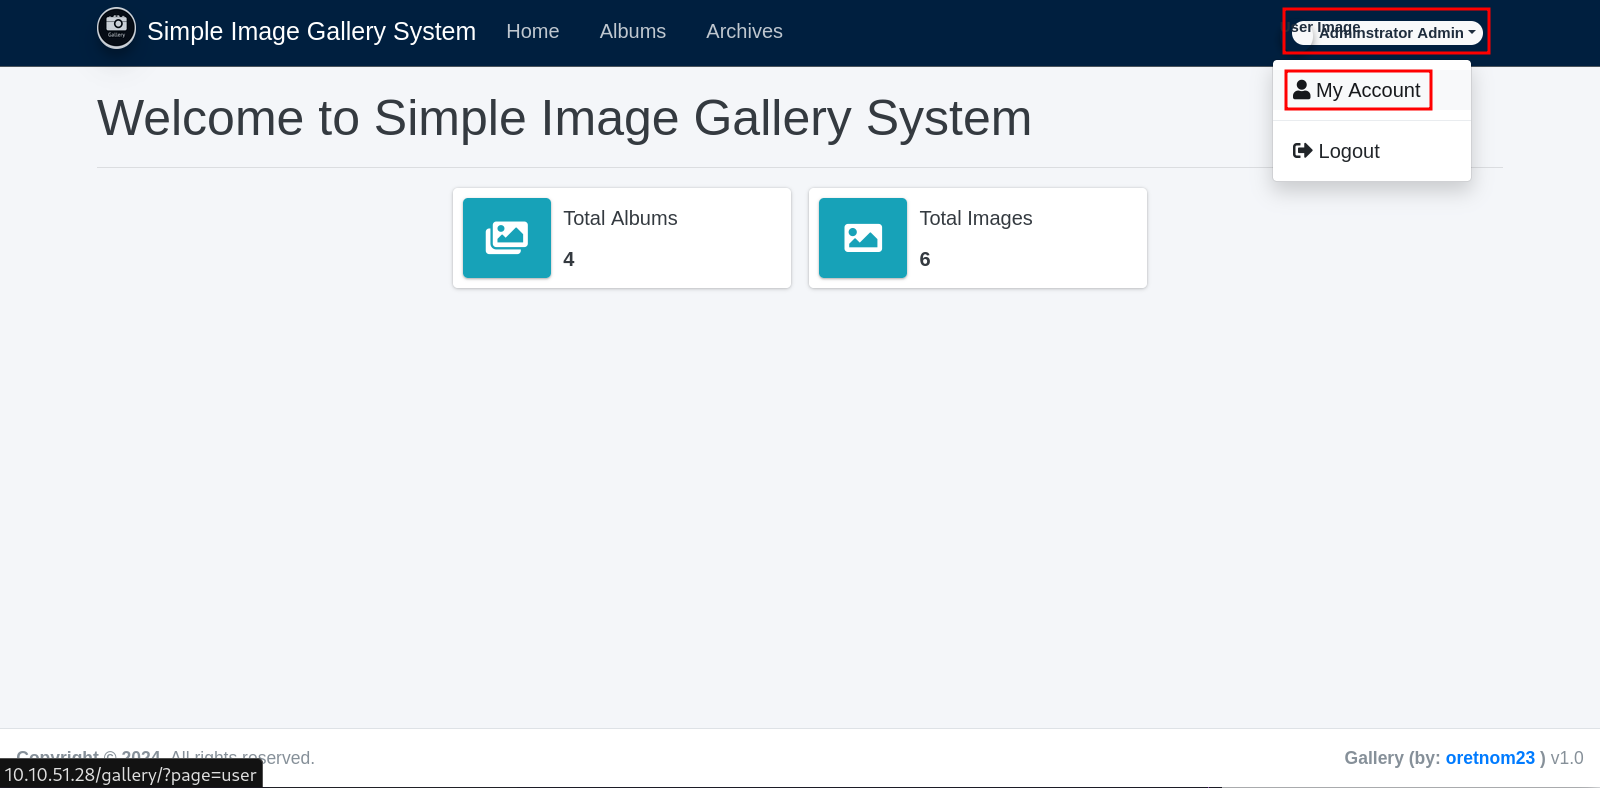 Gallery
Simple Image Gallery System
Home
Albums
Archives
User Image
Adminstrator Admin
My Account
Logout
Welcome to Simple Image Gallery System
Total Albums
4
Total Images
6
Copyright © 2024. All rights reserved.
Gallery (by: oretnom23 ) v1.0
10.10.51.28/gallery/?page=user